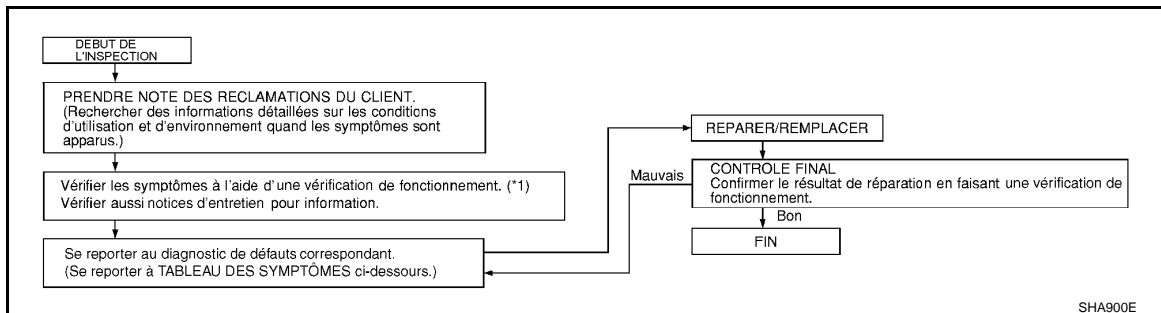 DEBUT DE
L'INSPECTION
PRENDRE NOTE DES RECLAMATIONS DU CLIENT.
(Rechercher des informations détaillées sur les conditions
d'utilisation et d'environnement quand les symptômes sont
apparus.)
Vérifier les symptômes à l'aide d'une vérification de fonctionnement. (*1)
Vérifier aussi notices d'entretien pour information.
Se reporter au diagnostic de défauts correspondant.
(Se reporter à TABLEAU DES SYMPTÔMES ci-dessours.)
REPARER/REMPLACER
Mauvais
CONTROLE FINAL
Confirmer le résultat de réparation en faisant une vérification de
fonctionnement.
Bon
FIN
SHA900E